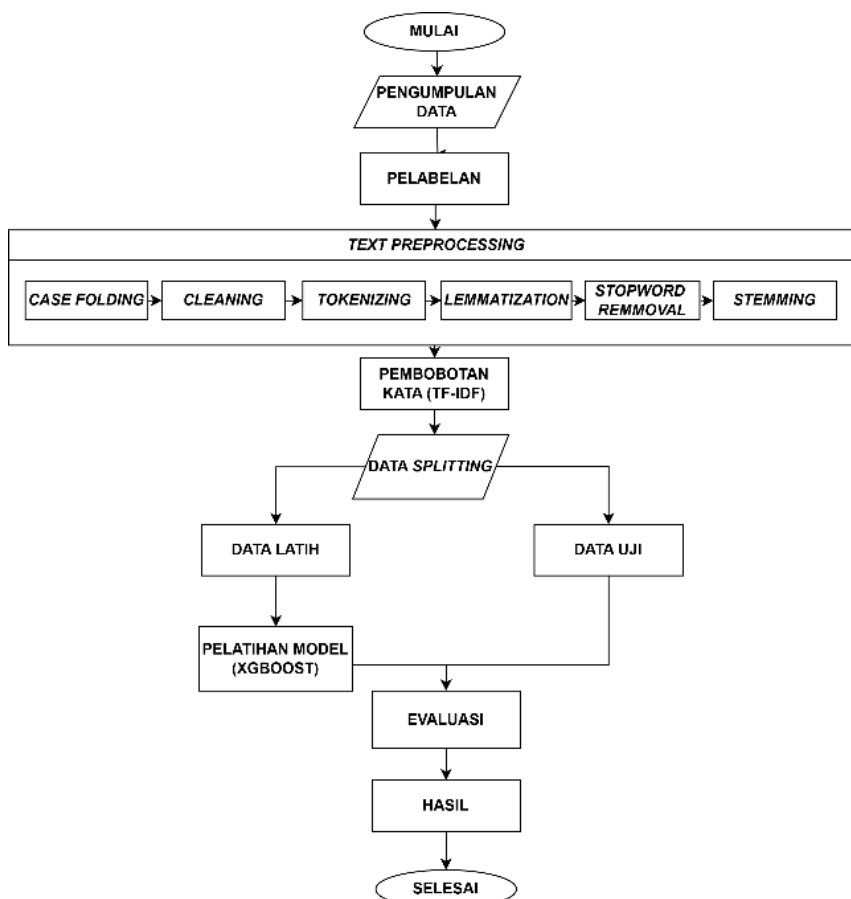 MULAI
PENGUMPULAN
DATA
PELABELAN
TEXT PREPROCESSING
CASE FOLDING
CLEANING
TOKENIZING
LEMMATIZATION
STOPWORD
REMMOVAL
STEMMING
PEMBOBOTAN
KATA (TF-IDF)
DATA SPLITTING
DATA LATIH
DATA UJI
PELATIHAN MODEL
(XGBOOST)
EVALUASI
HASIL
SELESAI